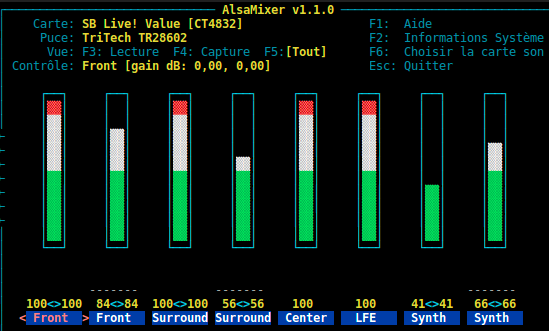 AlsaMixer v1.1.0
Carte: SB Live! Value [CT4832] F1: Aide
Puce: TriTech TR28602 F2: Informations Système
Vue: F3: Lecture F4: Capture F5:[Tout] F6: Choisir la carte son
Contrôle: Front [gain dB: 0,00, 0,00] Esc: Quitter
100<>100 84<>84 100<>100 56<>56 100 100 41<>41 66<>66
< Front > Front Surround Surround Center LFE Synth Synth